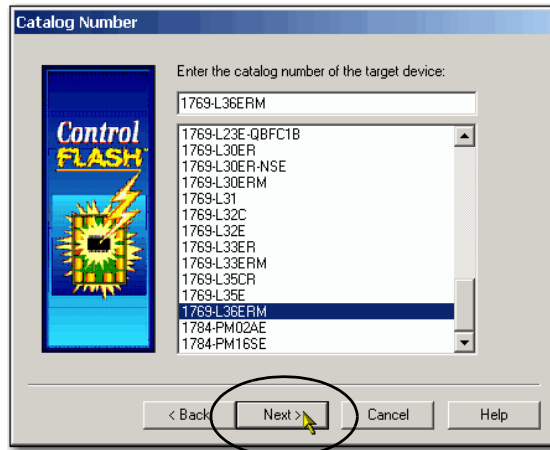 Catalog Number
Enter the catalog number of the target device:
1769-L36ERM
Control
FLASH
1769-L23E-QBFC1B
1769-L30ER
1769-L30ER-NSE
1769-L30ERM
1769-L31
1769-L32C
1769-L32E
1769-L33ER
1769-L33ERM
1769-L35CR
1769-L35E
1769-L36ERM
1784-PM02AE
1784-PM16SE
< Back
Next >
Cancel
Help